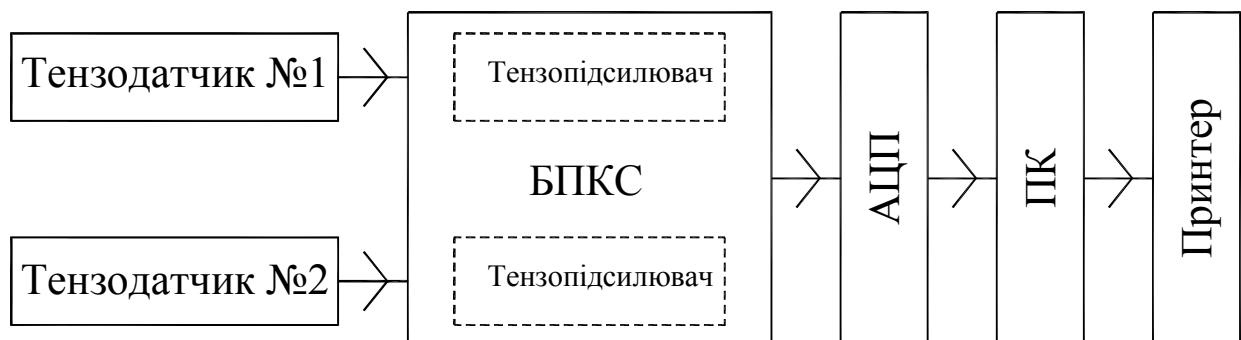 Тензодатчик №1
Тензопідсилювач
БПКС
Тензодатчик №2
Тензопідсилювач
АЦП
ПК
Принтер